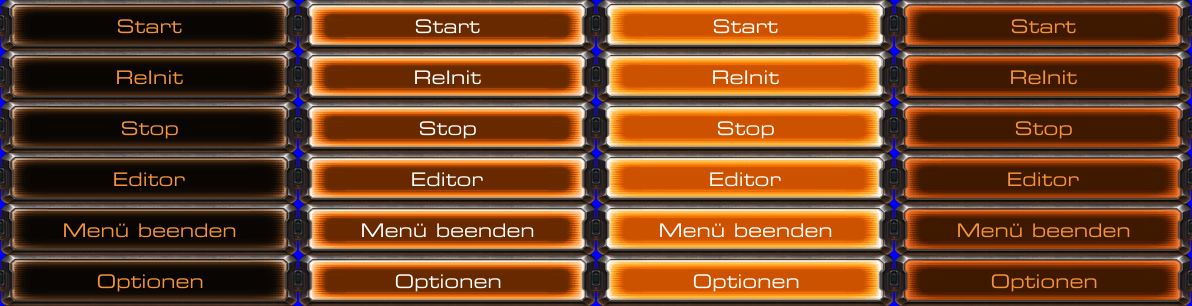 Start Start Start Start
ReInit ReInit ReInit ReInit
Stop Stop Stop Stop
Editor Editor Editor Editor
Menü beenden Menü beenden Menü beenden Menü beenden
Optionen Optionen Optionen Optionen